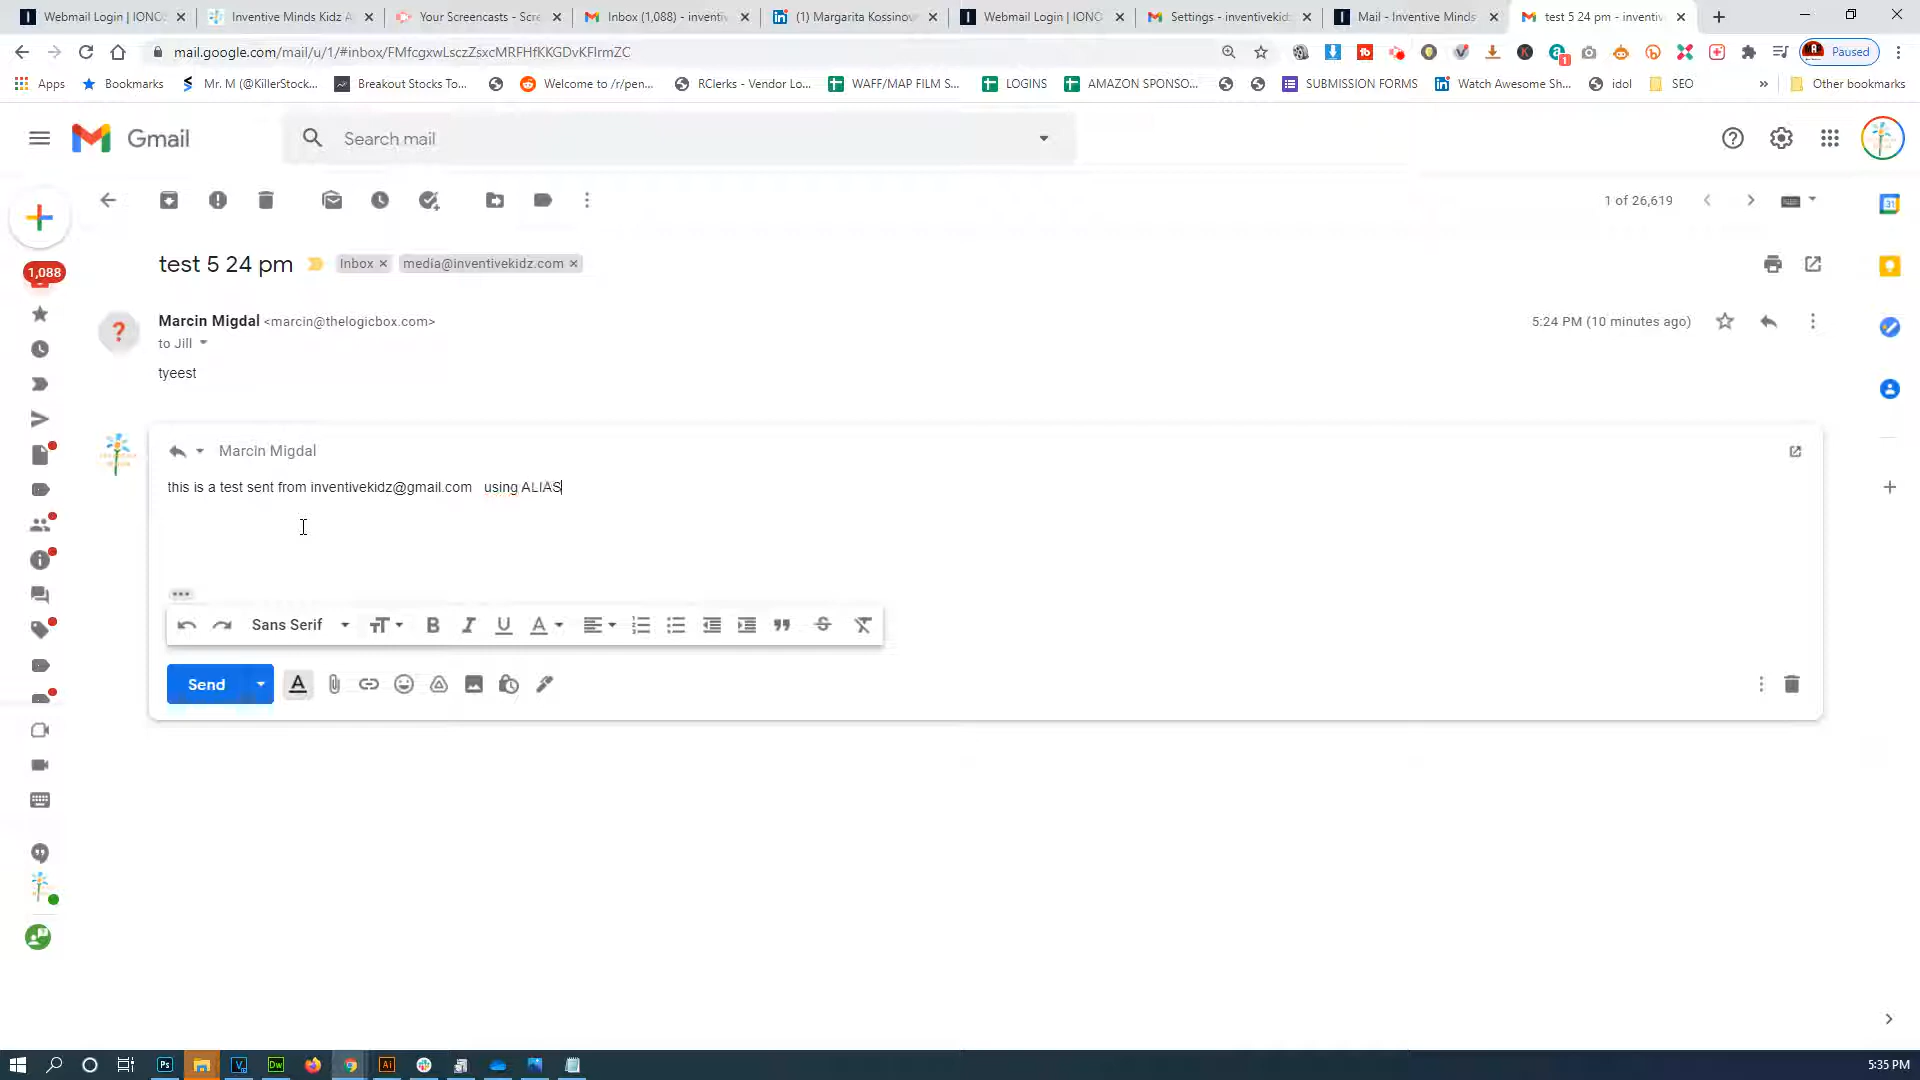 Webmail Login | IONO
Inventive Minds Kidz A
Your Screencasts - Scre
Inbox (1,088) - inventi
(1) Margarita Kossinov
Webmail Login | IONO
Settings - inventivekid
Mail - Inventive Minds
test 5 24 pm - inventiv
mail.google.com/mail/u/1/#inbox/FMfcgxwLsczZsxcMRFHfKKGDvKFlrmZC
Paused
Apps
Bookmarks
Mr. M (@KillerStock...
Breakout Stocks To...
Welcome to /r/pen...
RClerks - Vendor Lo...
WAFF/MAP FILM S...
LOGINS
AMAZON SPONSO...
SUBMISSION FORMS
Watch Awesome Sh...
idol
SEO
Other bookmarks
Gmail
Search mail
1 of 26,619
test 5 24 pm
Inbox ×
media@inventivekidz.com ×
1,088
Marcin Migdal <marcin@thelogicbox.com>
5:24 PM (10 minutes ago)
to Jill
tyeest
Marcin Migdal
this is a test sent from inventivekidz@gmail.com using ALIAS
Sans Serif
Send
5:35 PM